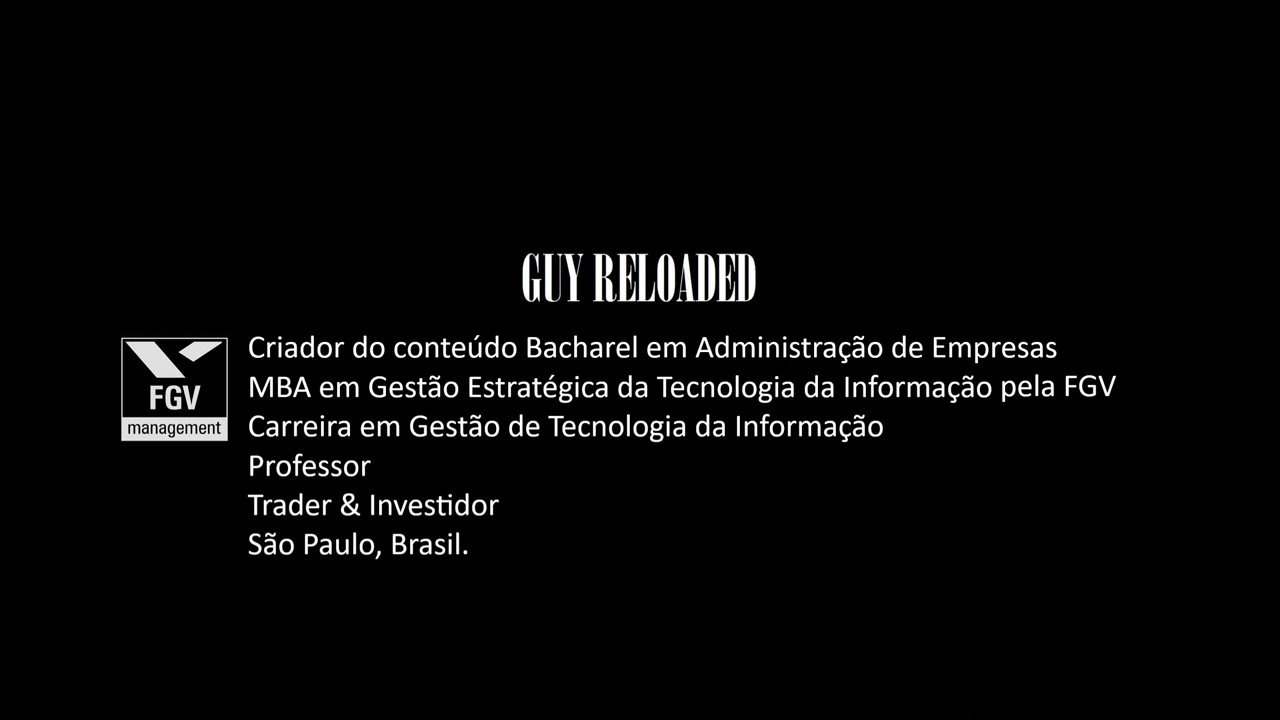 GUY RELOADED
FGV
management
Criador do conteúdo Bacharel em Administração de Empresas
MBA em Gestão Estratégica da Tecnologia da Informação pela FGV
Carreira em Gestão de Tecnologia da Informação
Professor
Trader & Investidor
São Paulo, Brasil.